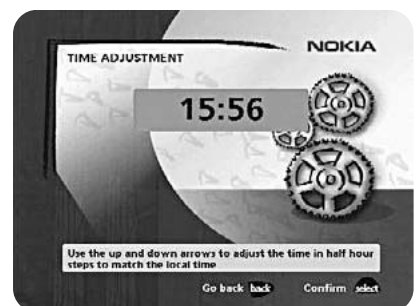 NOKIA
TIME ADJUSTMENT
15:56
Use the up and down arrows to adjust the time in half hour
steps to match the local time
Go back back Confirm select